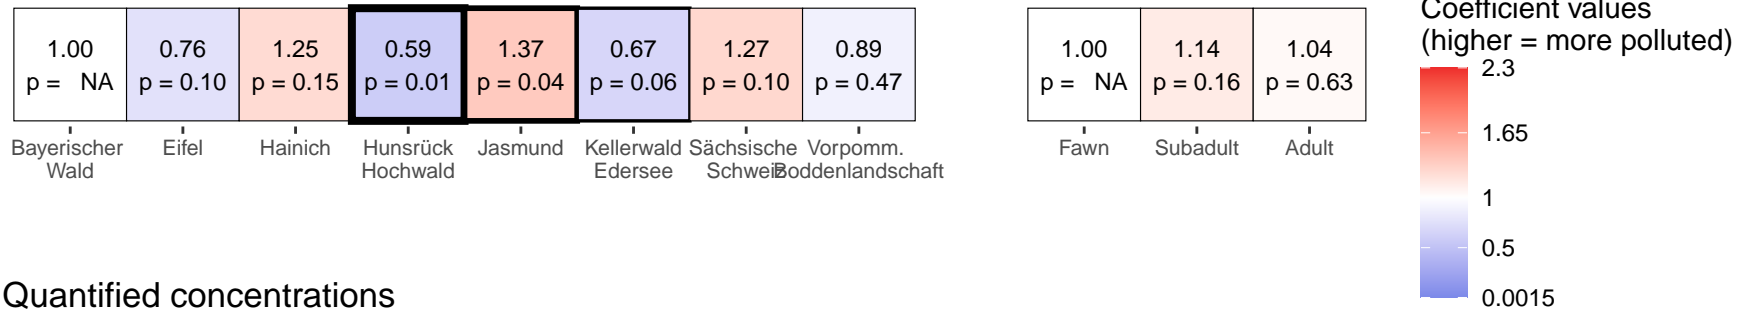 1.00 0.76 1.25 0.59 1.37 0.67 1.27 0.89
p = NA p = 0.10 p = 0.15 p = 0.01 p = 0.04 p = 0.06 p = 0.10 p = 0.47
Bayerischer Eifel Hainich Hunsrück Jasmund Kellerwald Sächsische Vorpomm.
Wald Hochwald Edersee Schweiz Boddenlandschaft
1.00 1.14 1.04
p = NA p = 0.16 p = 0.63
Fawn Subadult Adult
Coefficient values
(higher = more polluted)
2.3
1.65
1
0.5
0.0015
Quantified concentrations